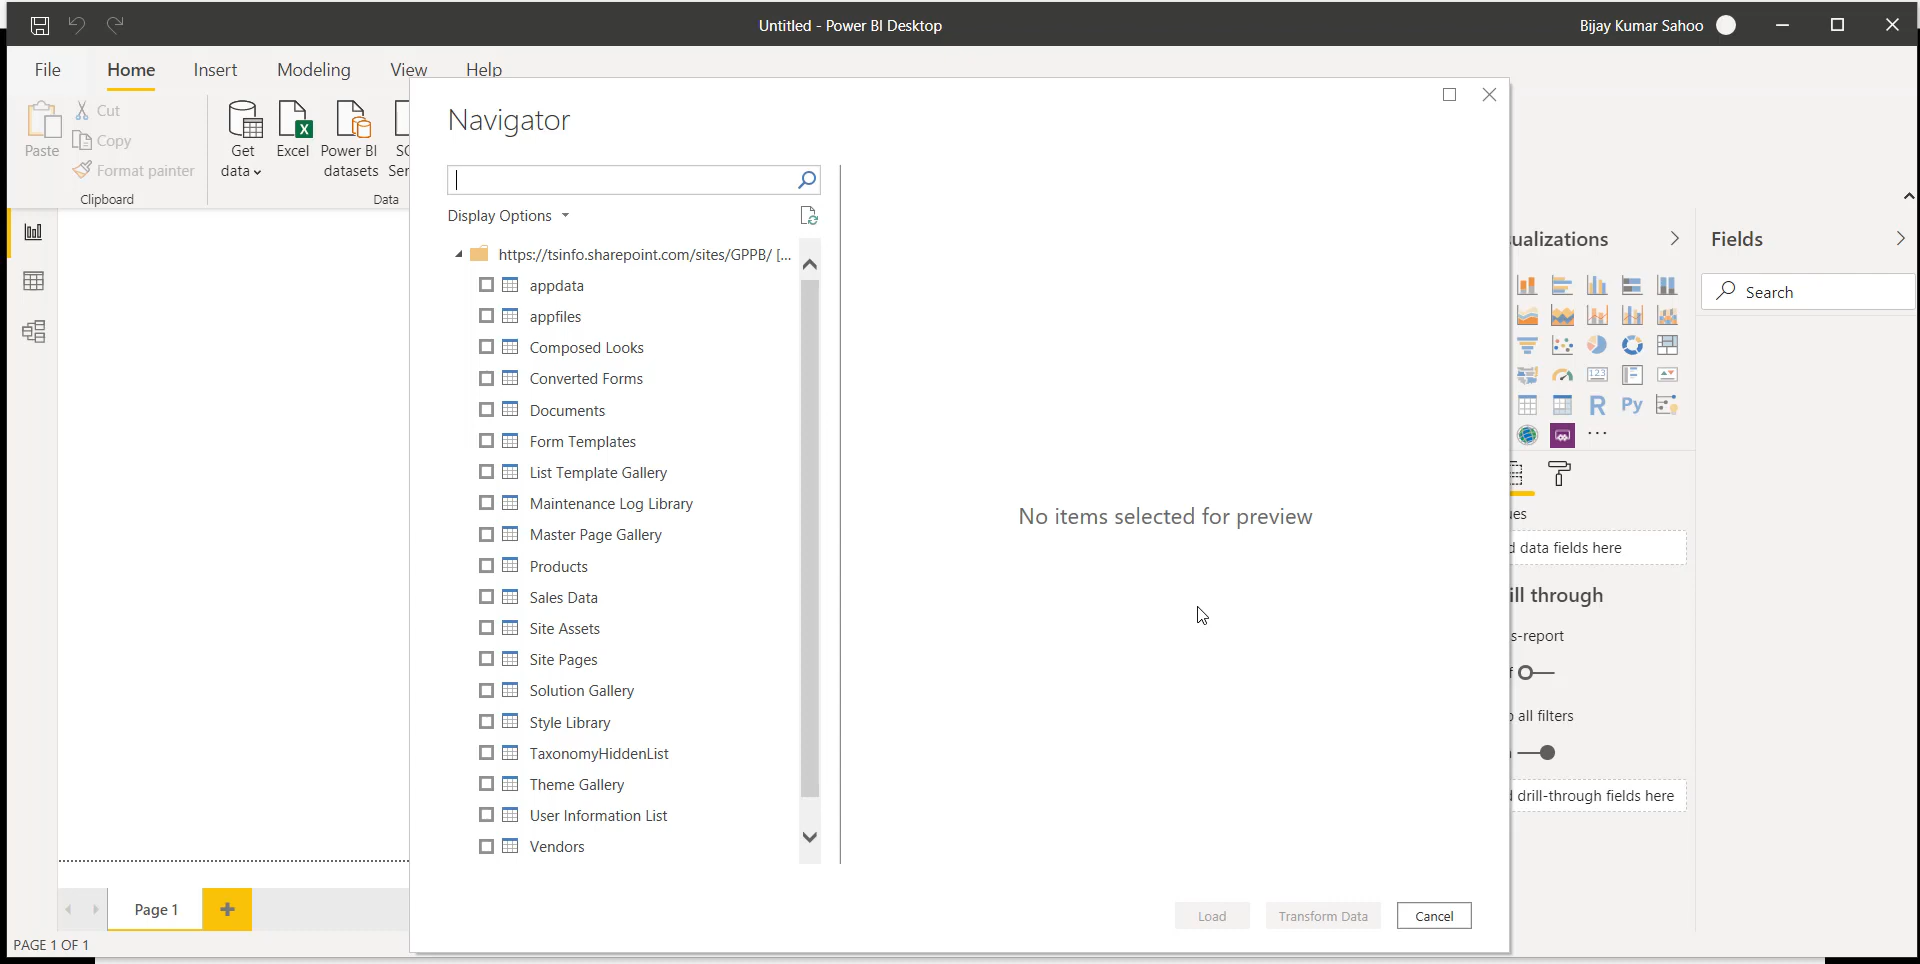 Untitled - Power BI Desktop
Bijay Kumar Sahoo
File Home Insert Modeling View Help
Paste
Cut
Copy
Format painter
Clipboard
Get data
Excel
Power BI datasets
SC
Ser
Data
Navigator
Display Options
https://tsinfo.sharepoint.com/sites/GPPB/ [...
appdata
appfiles
Composed Looks
Converted Forms
Documents
Form Templates
List Template Gallery
Maintenance Log Library
Master Page Gallery
Products
Sales Data
Site Assets
Site Pages
Solution Gallery
Style Library
TaxonomyHiddenList
Theme Gallery
User Information List
Vendors
No items selected for preview
Load
Transform Data
Cancel
ualizations
Fields
Search
123
R
Py
ues
d data fields here
ill through
s-report
all filters
drill-through fields here
Page 1
PAGE 1 OF 1